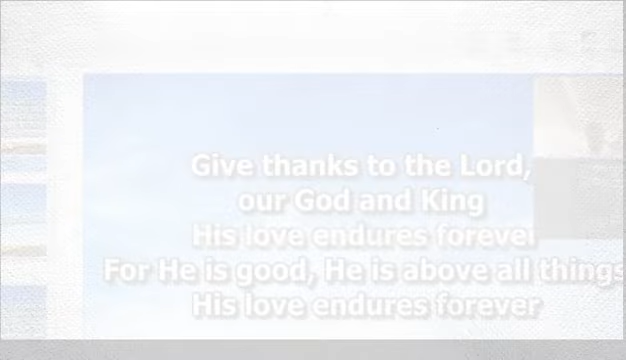 Give thanks to the Lord,
our God and King
His love endures forever
For He is good, He is above all things
His love endures forever